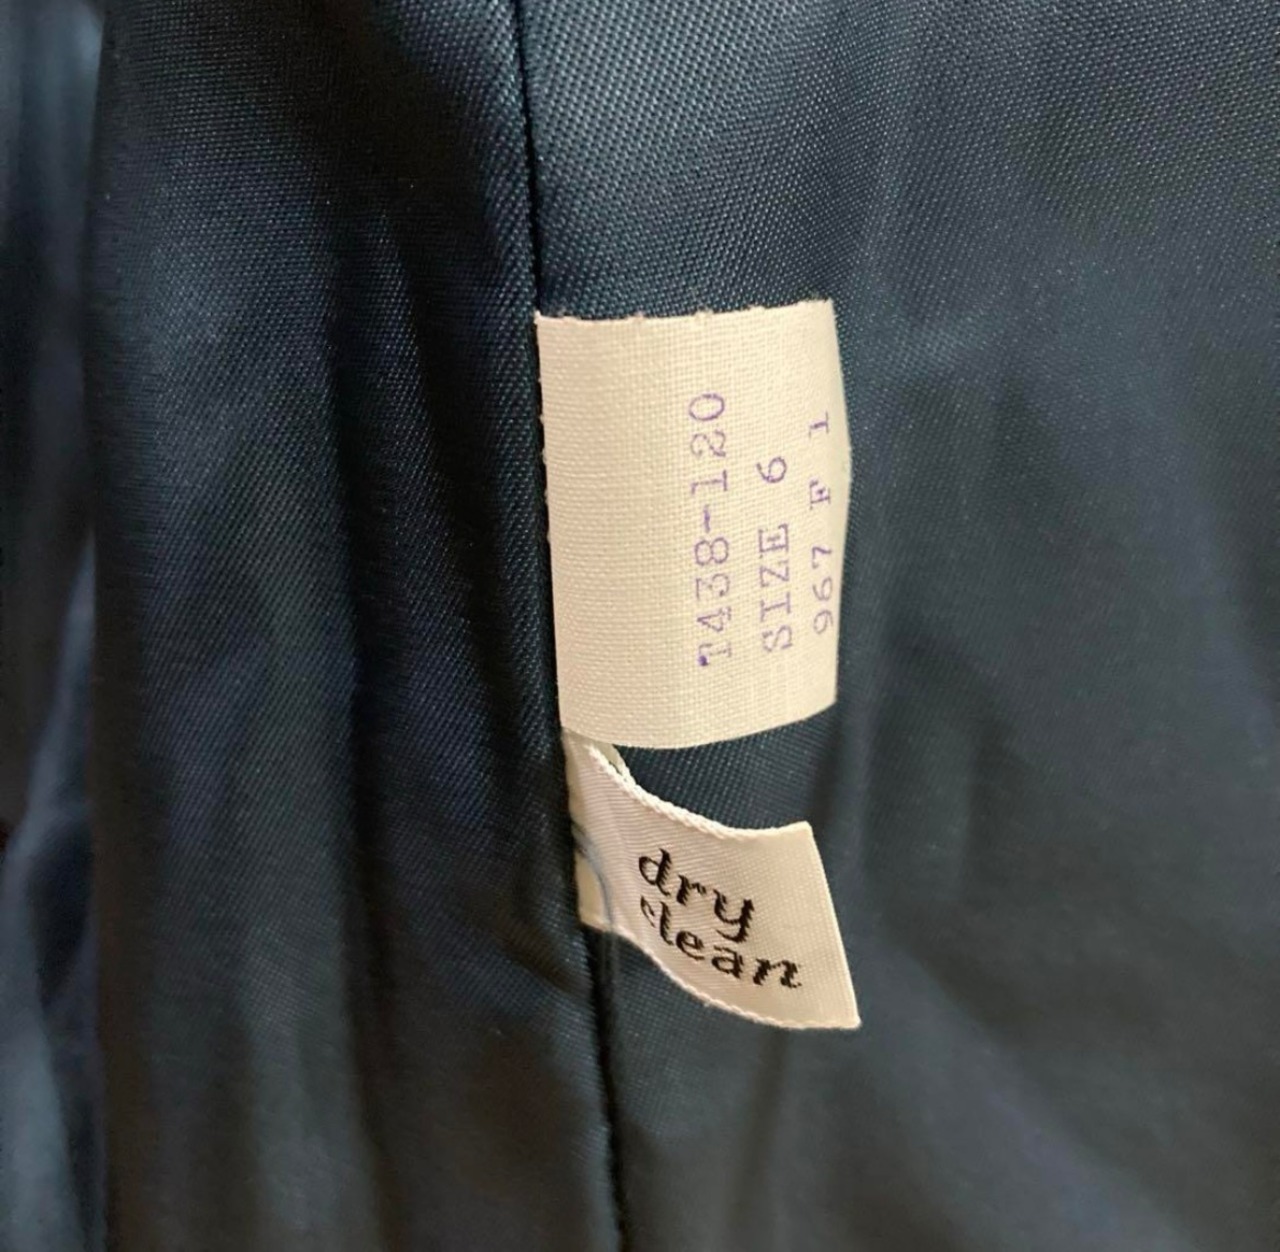 T438-120
SIZE 6
967 F 1
dry
clean